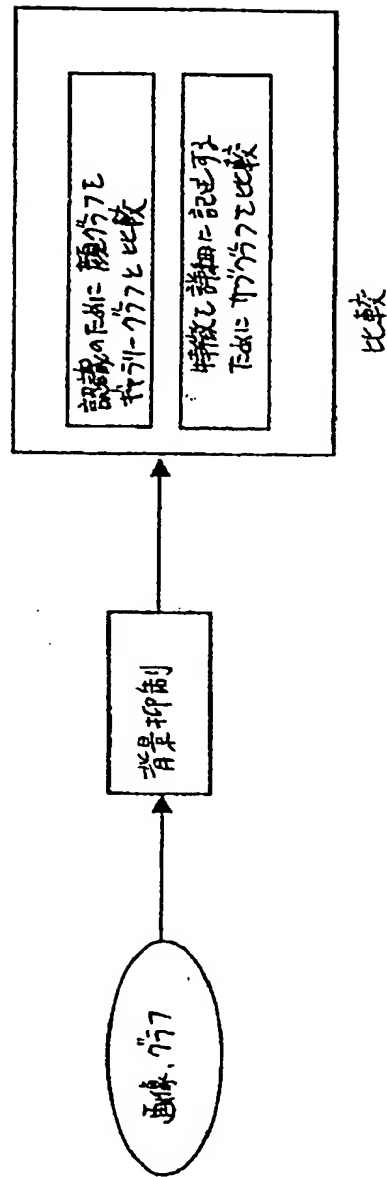 画像、グラフ
背景抑制
認識のために顔グラフを
ギャラリーグラフと比較
特徴を詳細に記述する
ためにサブグラフを比較
比較